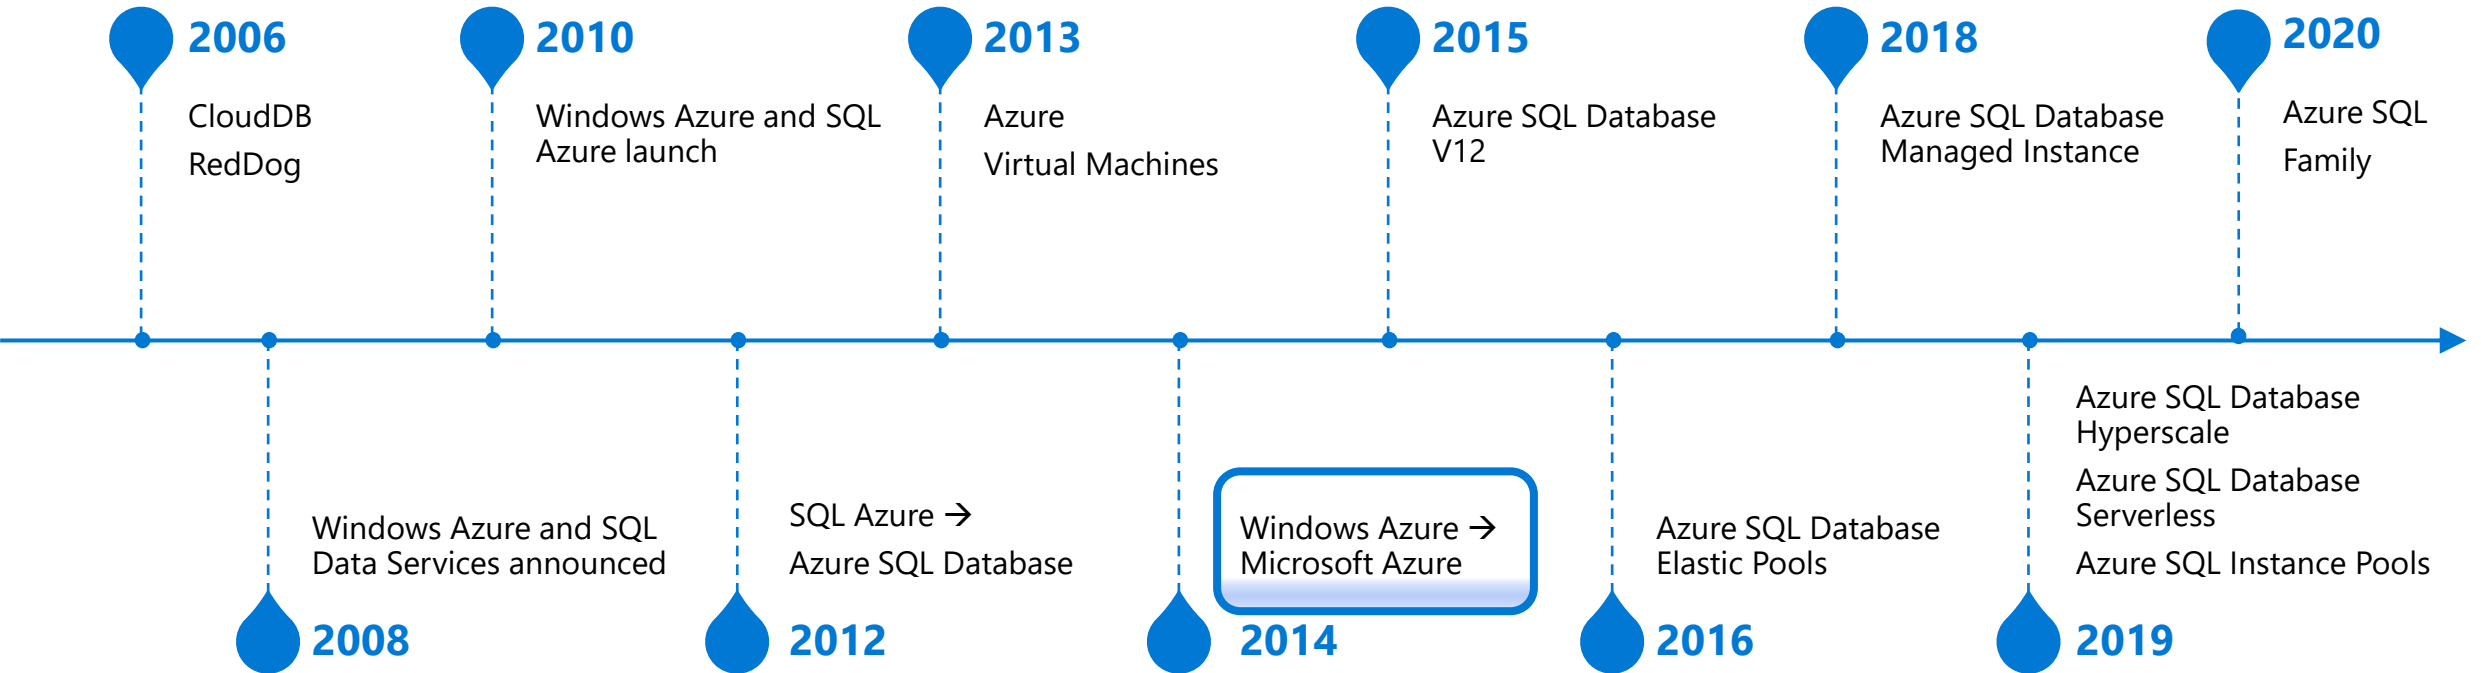 2006
CloudDB
RedDog
2010
Windows Azure and SQL
Azure launch
2013
Azure
Virtual Machines
2015
Azure SQL Database
V12
2018
Azure SQL Database
Managed Instance
2020
Azure SQL
Family
Windows Azure and SQL
Data Services announced
2008
SQL Azure →
Azure SQL Database
2012
Windows Azure →
Microsoft Azure
2014
Azure SQL Database
Elastic Pools
2016
Azure SQL Database
Hyperscale
Azure SQL Database
Serverless
Azure SQL Instance Pools
2019